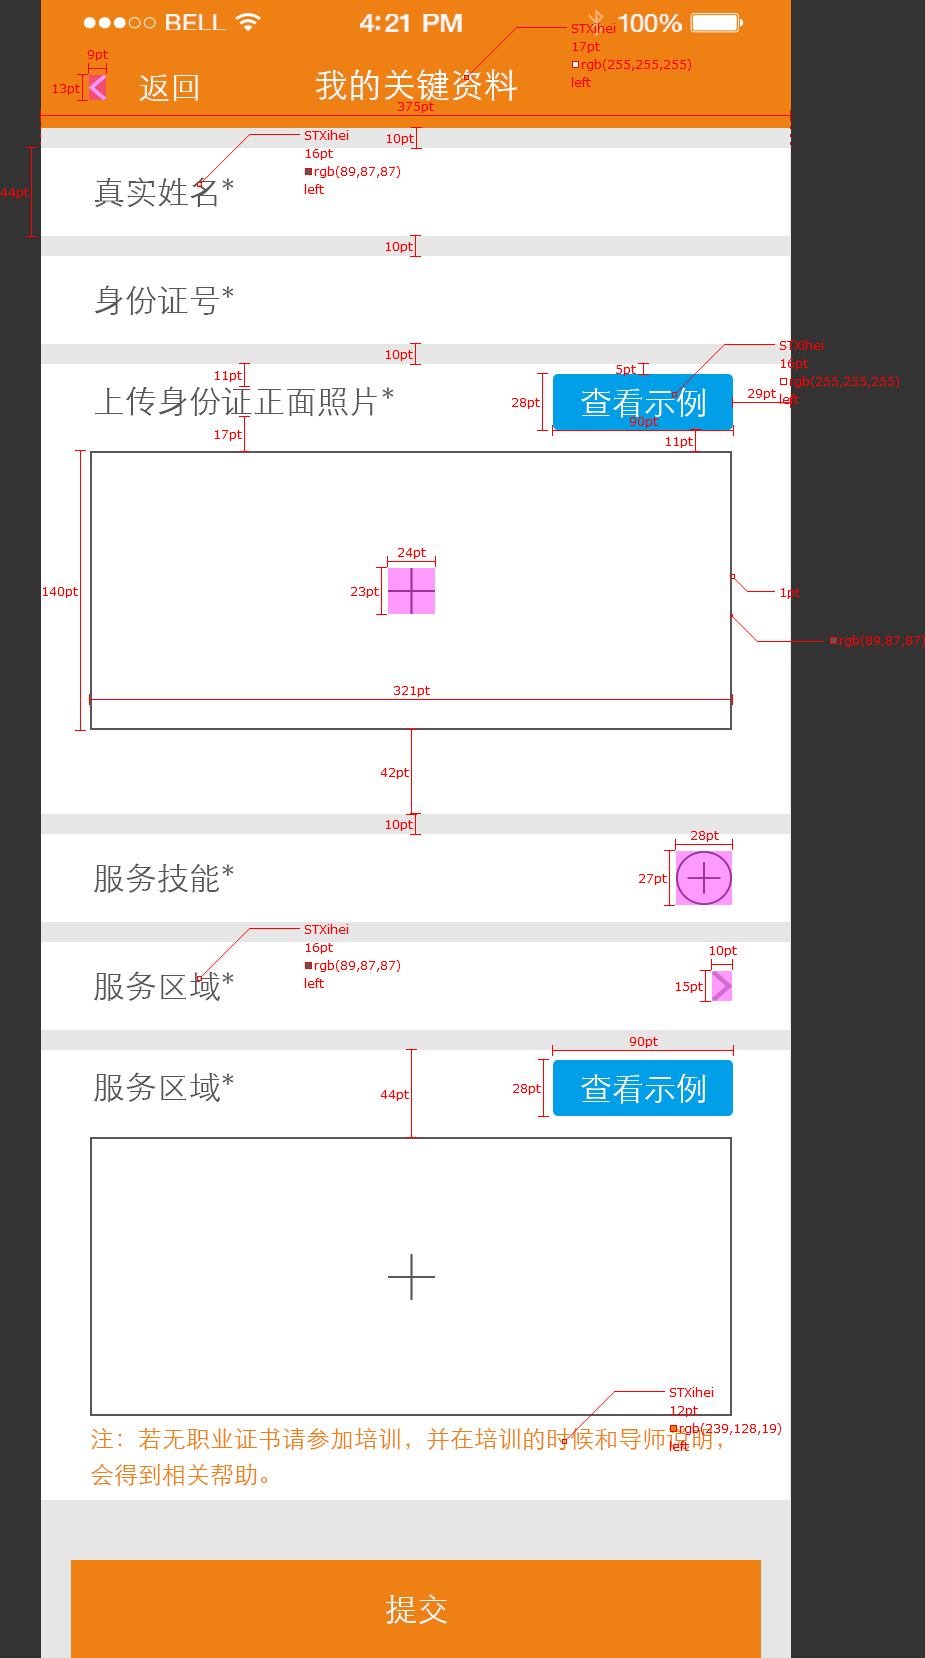 BELL 4:21 PM 100%
STXihei
17pt
rgb(255,255,255)
left
9pt
13pt
返回
我的关键资料
375pt
10pt
STXihei
16pt
rgb(89,87,87)
left
44pt
真实姓名*
10pt
身份证号*
10pt
STXihei
16pt
rgb(255,255,255)
left
11pt
5pt
上传身份证正面照片*
28pt
查看示例
29pt
90pt
17pt
11pt
24pt
23pt
140pt
1pt
rgb(89,87,87)
321pt
42pt
10pt
28pt
27pt
服务技能*
STXihei
16pt
rgb(89,87,87)
left
10pt
15pt
服务区域*
90pt
服务区域*
44pt
28pt
查看示例
STXihei
12pt
rgb(239,128,19)
left
注：若无职业证书请参加培训，并在培训的时候和导师说明，
会得到相关帮助。
提交